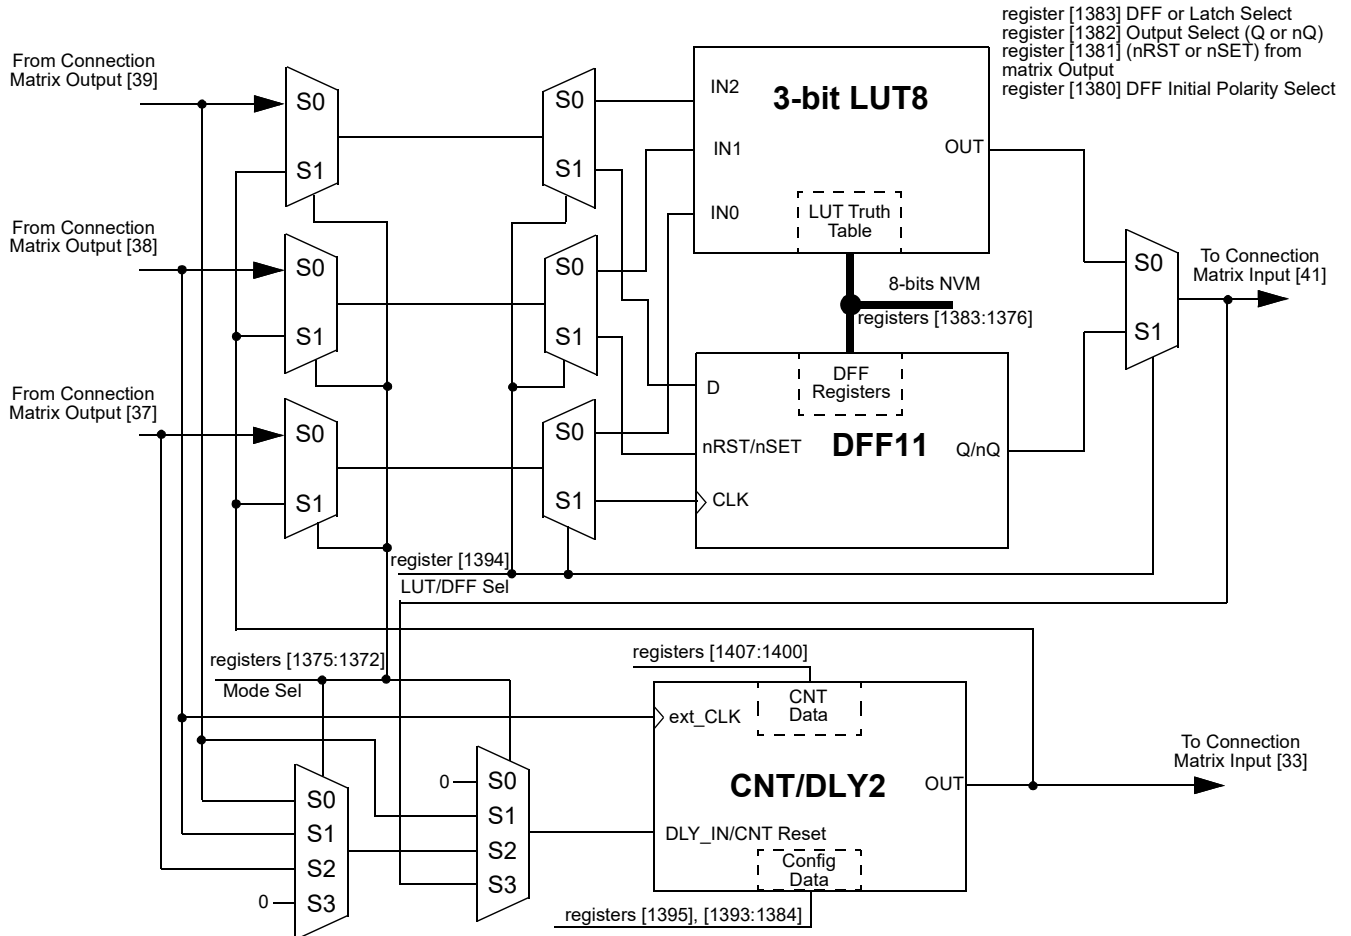 register [1383] DFF or Latch Select
register [1382] Output Select (Q or nQ)
register [1381] (nRST or nSET) from
matrix Output
register [1380] DFF Initial Polarity Select
From Connection
Matrix Output [39]
S0
S1
S0
S1
IN2
3-bit LUT8
IN1
OUT
IN0
LUT Truth
Table
From Connection
Matrix Output [38]
S0
S1
S0
S1
8-bits NVM
registers [1383:1376]
S0
S1
To Connection
Matrix Input [41]
From Connection
Matrix Output [37]
S0
S1
S0
S1
DFF
Registers
D
nRST/nSET
DFF11
Q/nQ
CLK
register [1394]
LUT/DFF Sel
registers [1375:1372]
Mode Sel
registers [1407:1400]
CNT
Data
ext_CLK
CNT/DLY2
OUT
To Connection
Matrix Input [33]
DLY_IN/CNT Reset
Config
Data
registers [1395], [1393:1384]
0
S0
S1
S2
S3
S0
S1
S2
0
S3